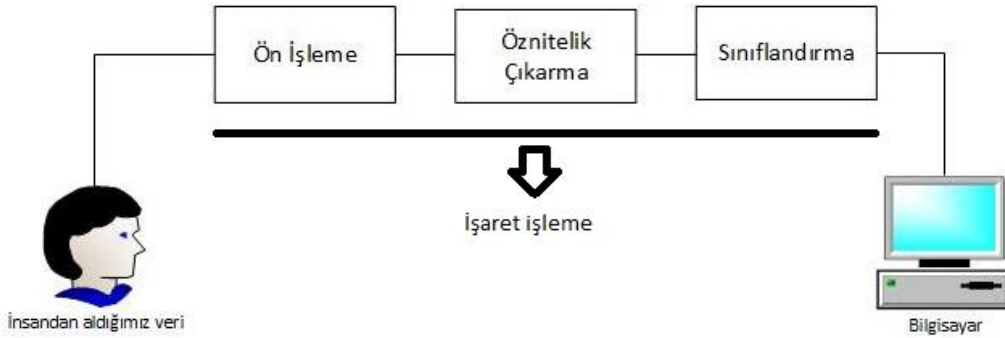 Ön İşleme
Öznitelik
Çıkarma
Sınıflandırma
İşaret işleme
İnsandan aldığımız veri
Bilgisayar